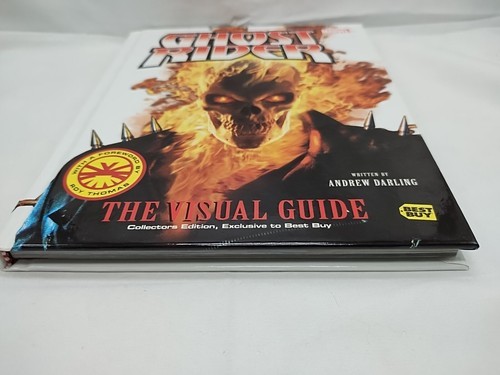 GHOST
RIDER
WITH A FOREWORD BY
ROY THOMAS
WRITTEN BY
ANDREW DARLING
THE VISUAL GUIDE
Collectors Edition, Exclusive to Best Buy
BEST
BUY